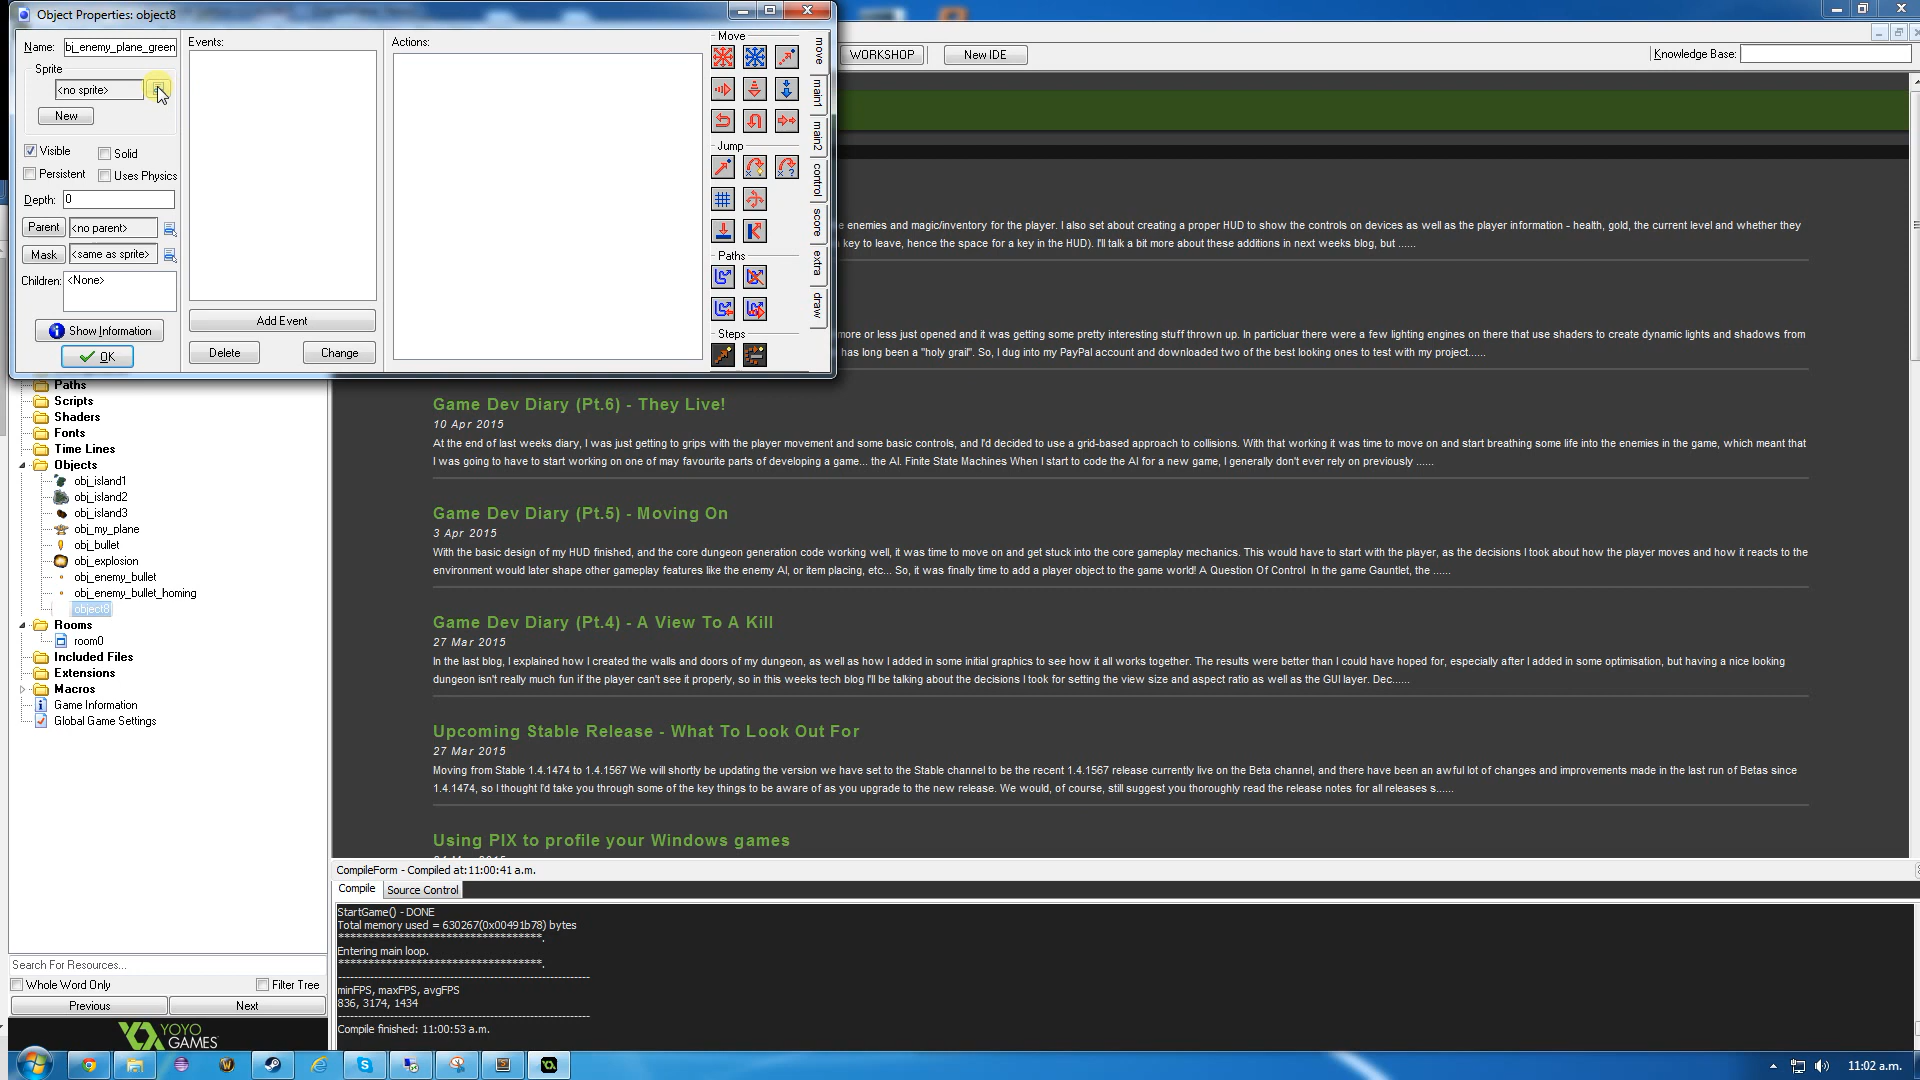 Object Properties: object8
Name: bj_enemy_plane_green
Sprite
<no sprite>
New
Visible
Solid
Persistent
Uses Physics
Depth: 0
Parent <no parent>
Mask <same as sprite>
Children: <None>
Show Information
OK
Events:
Add Event
Delete
Change
Actions:
Move
Jump
Paths
Steps
move
main1
main2
control
score
extra
draw
WORKSHOP
New IDE
Knowledge Base:
e enemies and magic/inventory for the player. I also set about creating a proper HUD to show the controls on devices as well as the player information - health, gold, the current level and whether they
key to leave, hence the space for a key in the HUD). I'll talk a bit more about these additions in next weeks blog, but ......
more or less just opened and it was getting some pretty interesting stuff thrown up. In particluar there were a few lighting engines on there that use shaders to create dynamic lights and shadows from
has long been a "holy grail". So, I dug into my PayPal account and downloaded two of the best looking ones to test with my project......
Game Dev Diary (Pt.6) - They Live!
10 Apr 2015
At the end of last weeks diary, I was just getting to grips with the player movement and some basic controls, and I'd decided to use a grid-based approach to collisions. With that working it was time to move on and start breathing some life into the enemies in the game, which meant that
I was going to have to start working on one of may favourite parts of developing a game... the AI. Finite State Machines When I start to code the AI for a new game, I generally don't ever rely on previously ......
Game Dev Diary (Pt.5) - Moving On
3 Apr 2015
With the basic design of my HUD finished, and the core dungeon generation code working well, it was time to move on and get stuck into the core gameplay mechanics. This would have to start with the player, as the decisions I took about how the player moves and how it reacts to the
environment would later shape other gameplay features like the enemy AI, or item placing, etc... So, it was finally time to add a player object to the game world! A Question Of Control In the game Gauntlet, the ......
Game Dev Diary (Pt.4) - A View To A Kill
27 Mar 2015
In the last blog, I explained how I created the walls and doors of my dungeon, as well as how I added in some initial graphics to see how it all works together. The results were better than I could have hoped for, especially after I added in some optimisation, but having a nice looking
dungeon isn't really much fun if the player can't see it properly, so in this weeks tech blog I'll be talking about the decisions I took for setting the view size and aspect ratio as well as the GUI layer. Dec......
Upcoming Stable Release - What To Look Out For
27 Mar 2015
Moving from Stable 1.4.1474 to 1.4.1567 We will shortly be updating the version we have set to the Stable channel to be the recent 1.4.1567 release currently live on the Beta channel, and there have been an awful lot of changes and improvements made in the last run of Betas since
1.4.1474, so I thought I'd take you through some of the key things to be aware of as you upgrade to the new release. We would, of course, still suggest you thoroughly read the release notes for all releases s......
Using PIX to profile your Windows games
Paths
Scripts
Shaders
Fonts
Time Lines
Objects
obj_island1
obj_island2
obj_island3
obj_my_plane
obj_bullet
obj_explosion
obj_enemy_bullet
obj_enemy_bullet_homing
object8
Rooms
room0
Included Files
Extensions
Macros
Game Information
Global Game Settings
Search For Resources...
Whole Word Only
Filter Tree
Previous
Next
YOYO
GAMES
CompileForm - Compiled at:11:00:41 a.m.
Compile
Source Control
StartGame() - DONE
Total memory used = 630267(0x00491b78) bytes
***********************************.
Entering main loop.
***********************************.
minFPS, maxFPS, avgFPS
836, 3174, 1434
Compile finished: 11:00:53 a.m.
11:02 a.m.